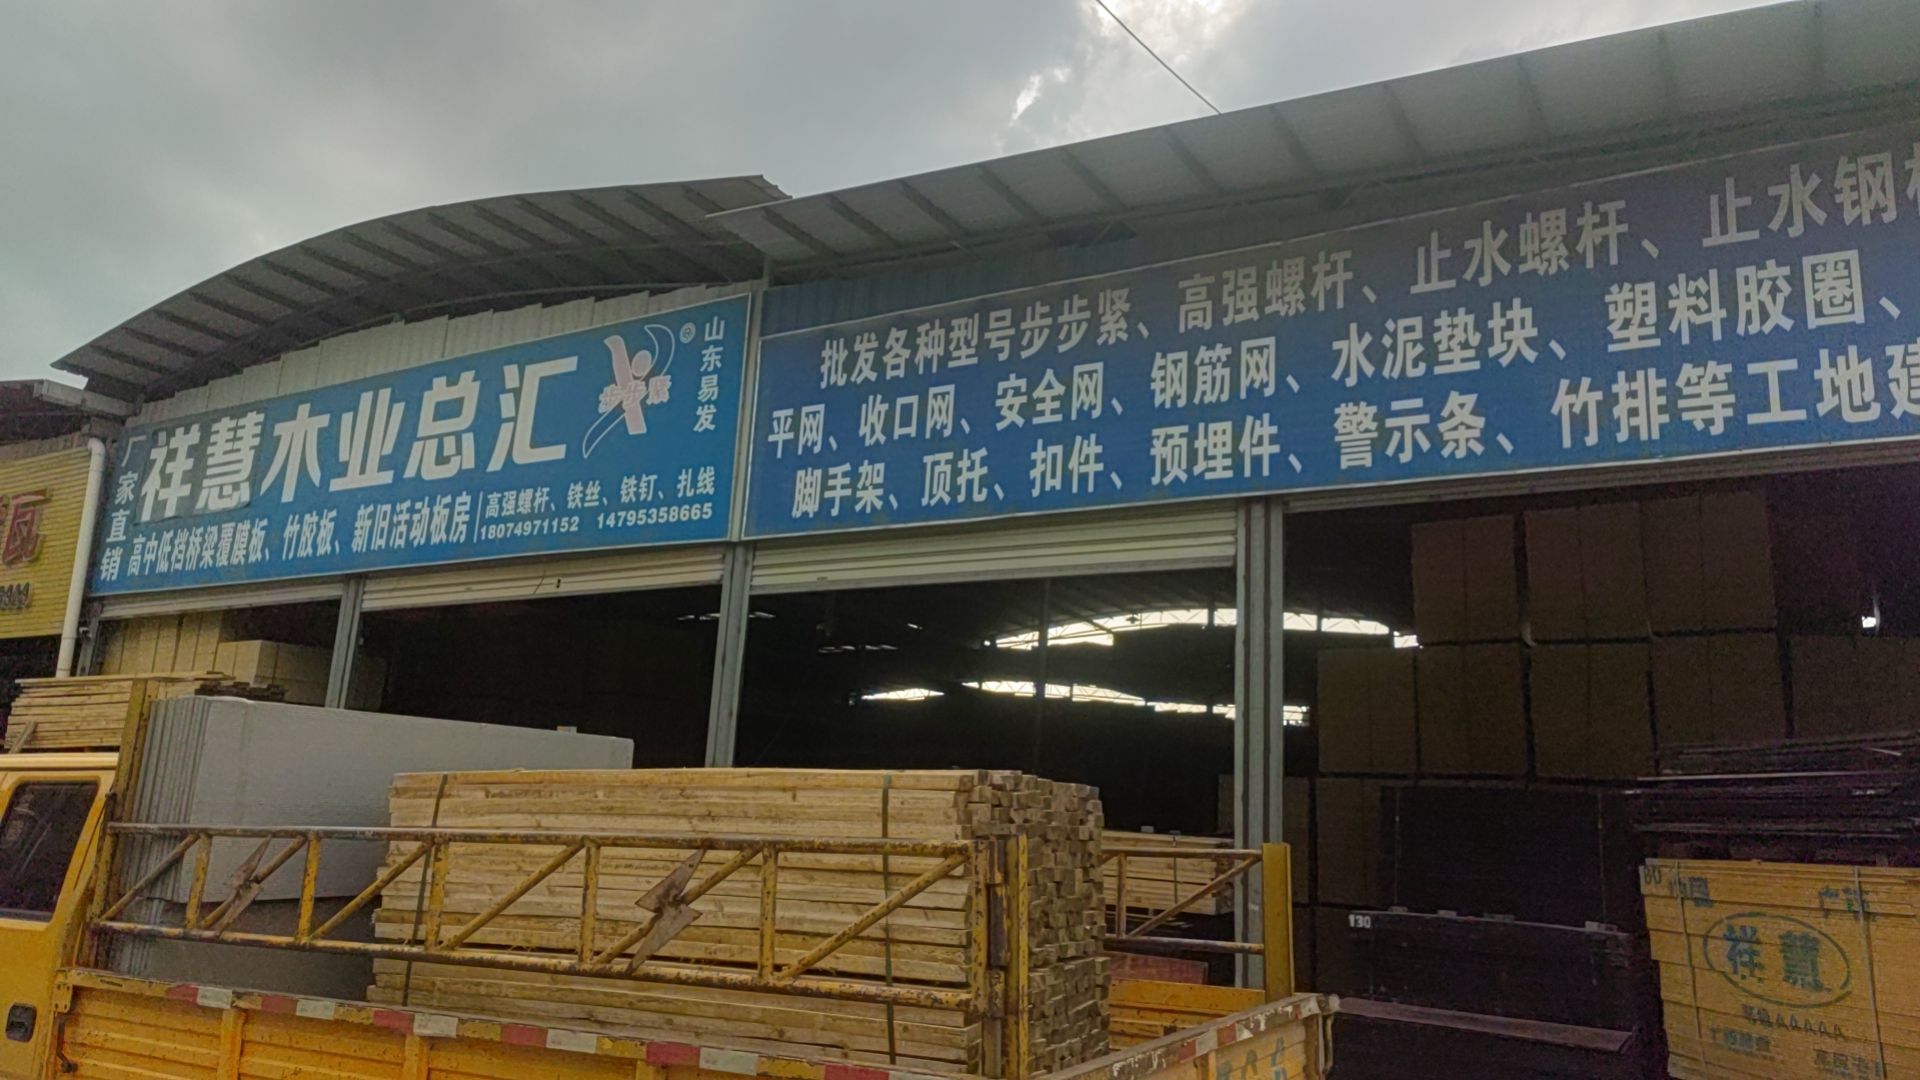 厂家直销
祥慧木业总汇
步步紧
®
山东易发
高中低档桥梁覆膜板、竹胶板、新旧活动板房
高强螺杆、铁丝、铁钉、扎线
18074971152 14795358665
批发各种型号步步紧、高强螺杆、止水螺杆、止水钢
平网、收口网、安全网、钢筋网、水泥垫块、塑料胶圈、
脚手架、顶托、扣件、预埋件、警示条、竹排等工地建
瓦
130
祥慧
AAAAA